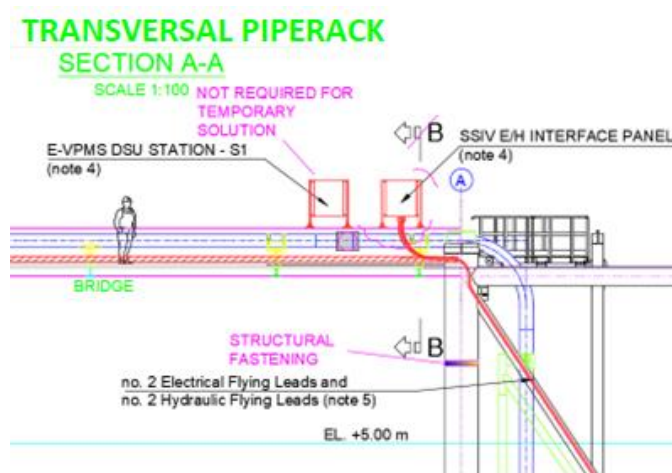 TRANSVERSAL PIPERACK
SECTION A-A
SCALE 1:100
NOT REQUIRED FOR
TEMPORARY
SOLUTION
B
E-VPMS DSU STATION - S1
(note 4)
SSIV E/H INTERFACE PANEL
(note 4)
A
BRIDGE
STRUCTURAL
FASTENING
B
no. 2 Electrical Flying Leads and
no. 2 Hydraulic Flying Leads (note 5)
EL. +5.00 m